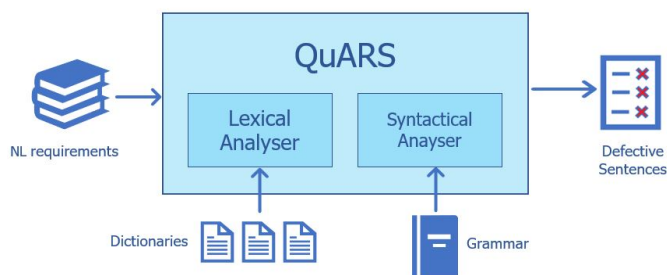 QuARS
Lexical
Analyser
Syntactical
Anayser
NL requirements
Defective
Sentences
Dictionaries
Grammar